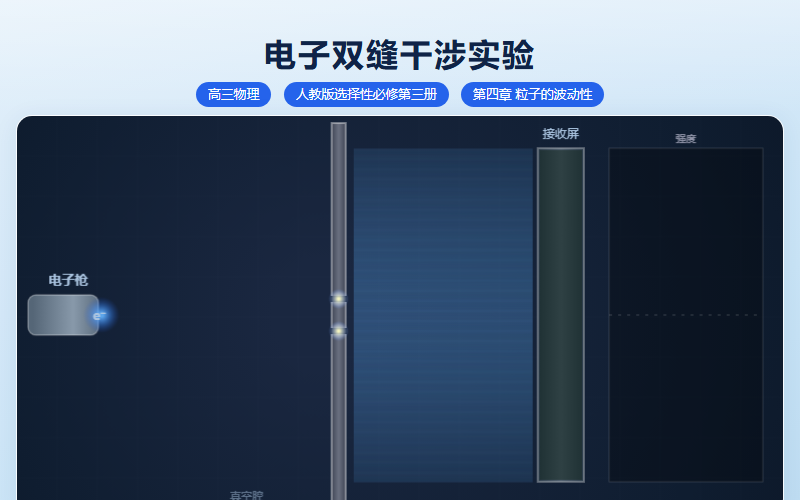 电子双缝干涉实验
高三物理 人教版选择性必修第三册 第四章 粒子的波动性
接收屏
强度
电子枪
e⁻
真空腔